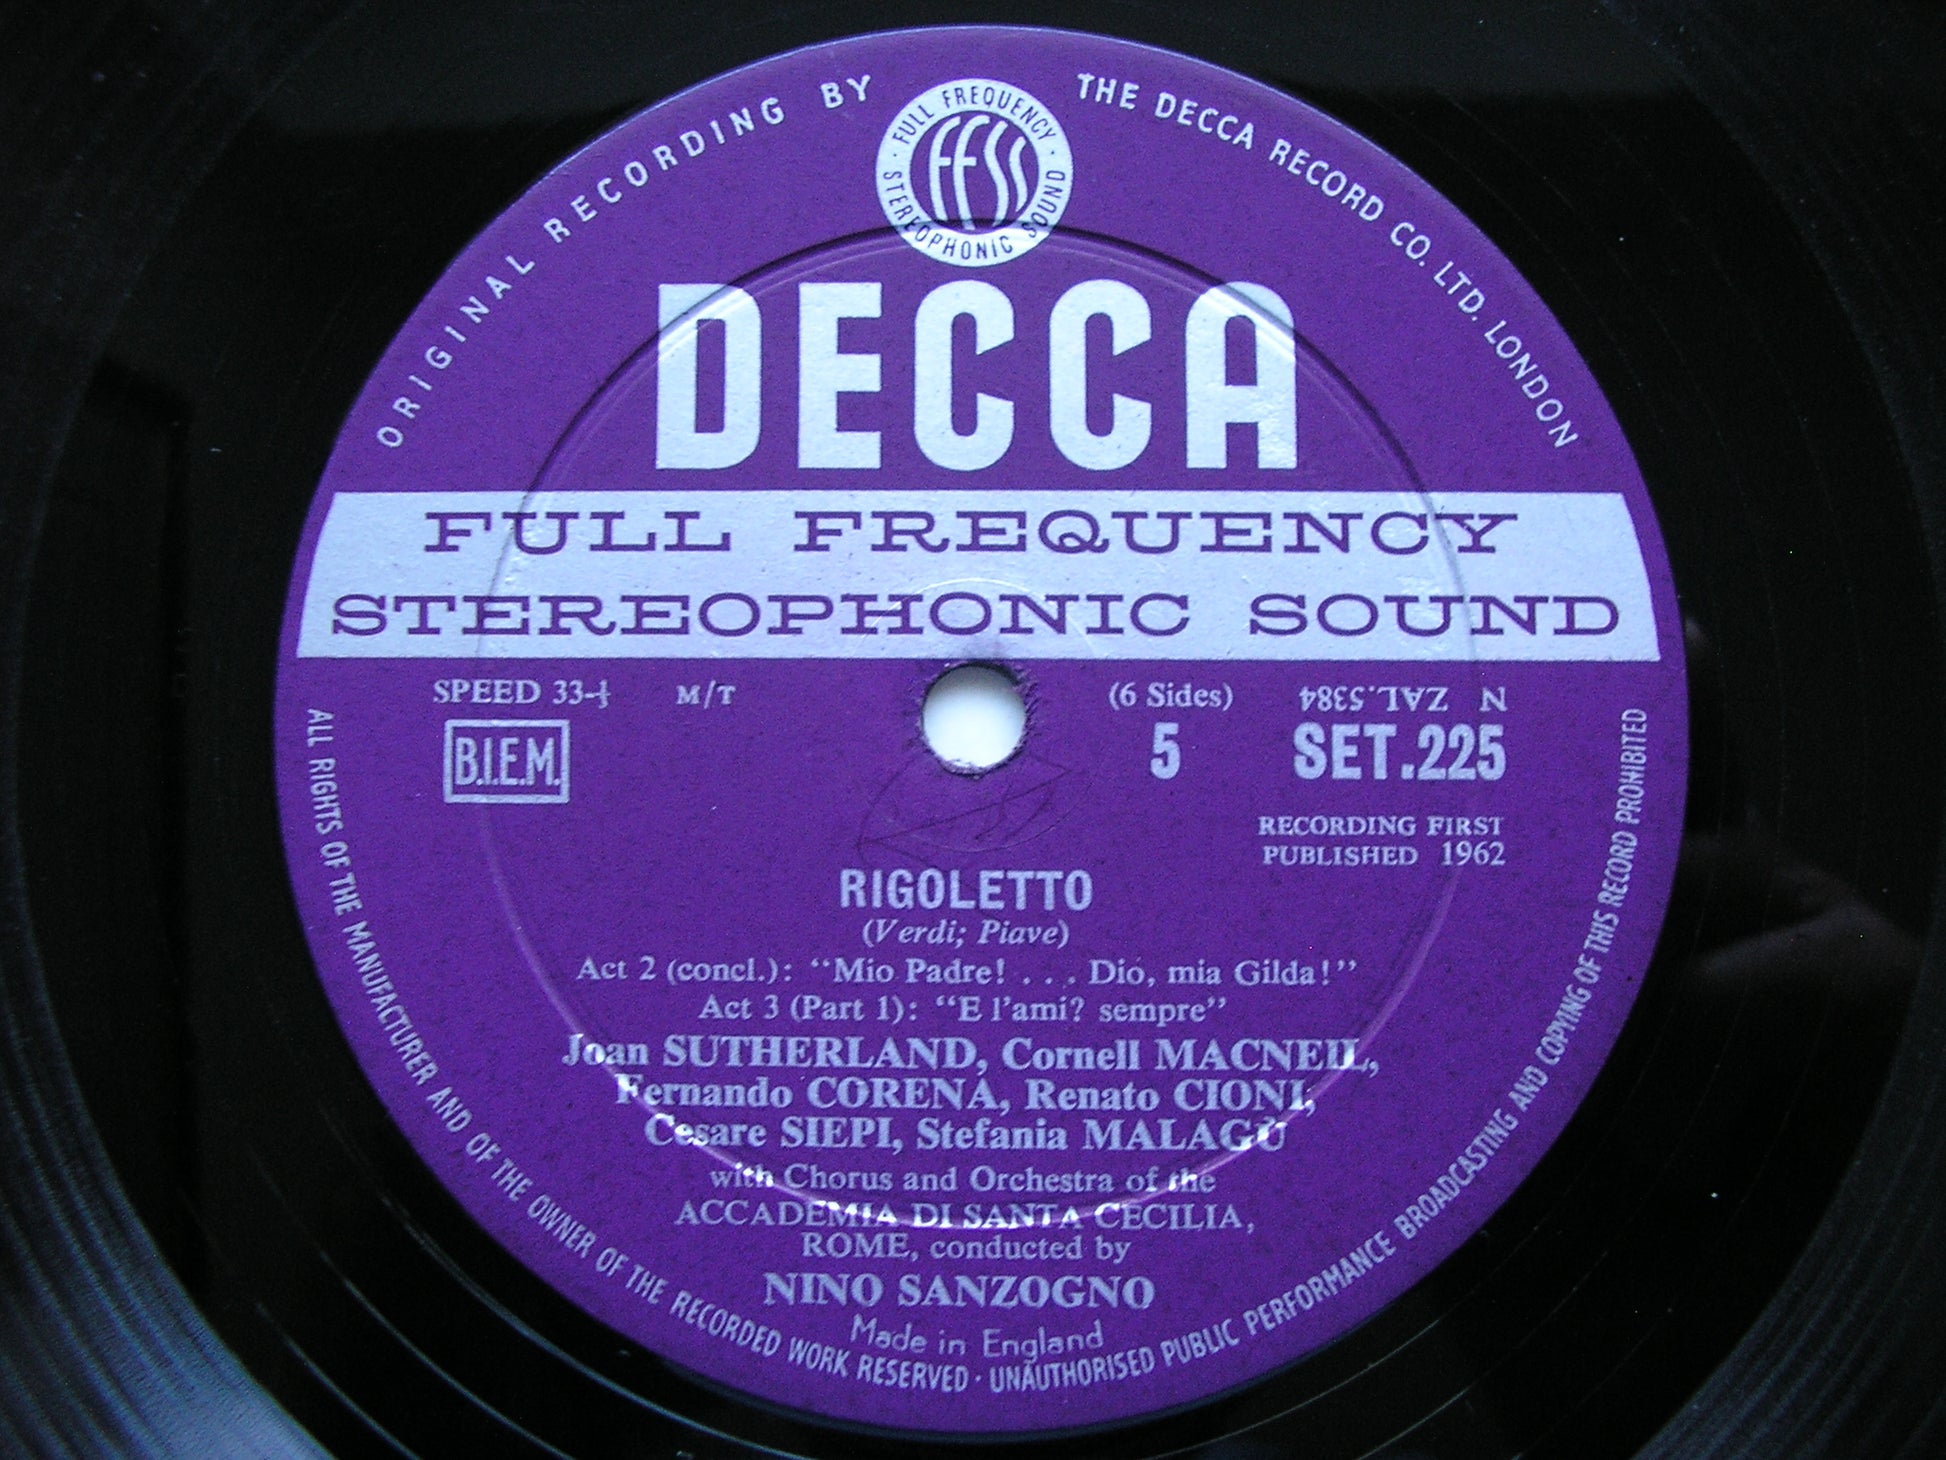 ORIGINAL RECORDING BY THE DECCA RECORD CO. LTD. LONDON
FULL FREQUENCY
FFSS
STEREOPHONIC SOUND
DECCA
FULL FREQUENCY
STEREOPHONIC SOUND
SPEED 33-⅓ M/T (6 Sides) N ZAL.5384
B.I.E.M. 5 SET.225
RECORDING FIRST
PUBLISHED 1962
RIGOLETTO
(Verdi; Piave)
Act 2 (concl.): "Mio Padre! . . . Dio, mia Gilda!"
Act 3 (Part 1): "E l'ami? sempre"
Joan SUTHERLAND, Cornell MACNEIL,
Fernando CORENA, Renato CIONI,
Cesare SIEPI, Stefania MALAGÙ
with Chorus and Orchestra of the
ACCADEMIA DI SANTA CECILIA,
ROME, conducted by
NINO SANZOGNO
Made in England
ALL RIGHTS OF THE MANUFACTURER AND OF THE OWNER OF THE RECORDED WORK RESERVED · UNAUTHORISED PUBLIC PERFORMANCE BROADCASTING AND COPYING OF THIS RECORD PROHIBITED